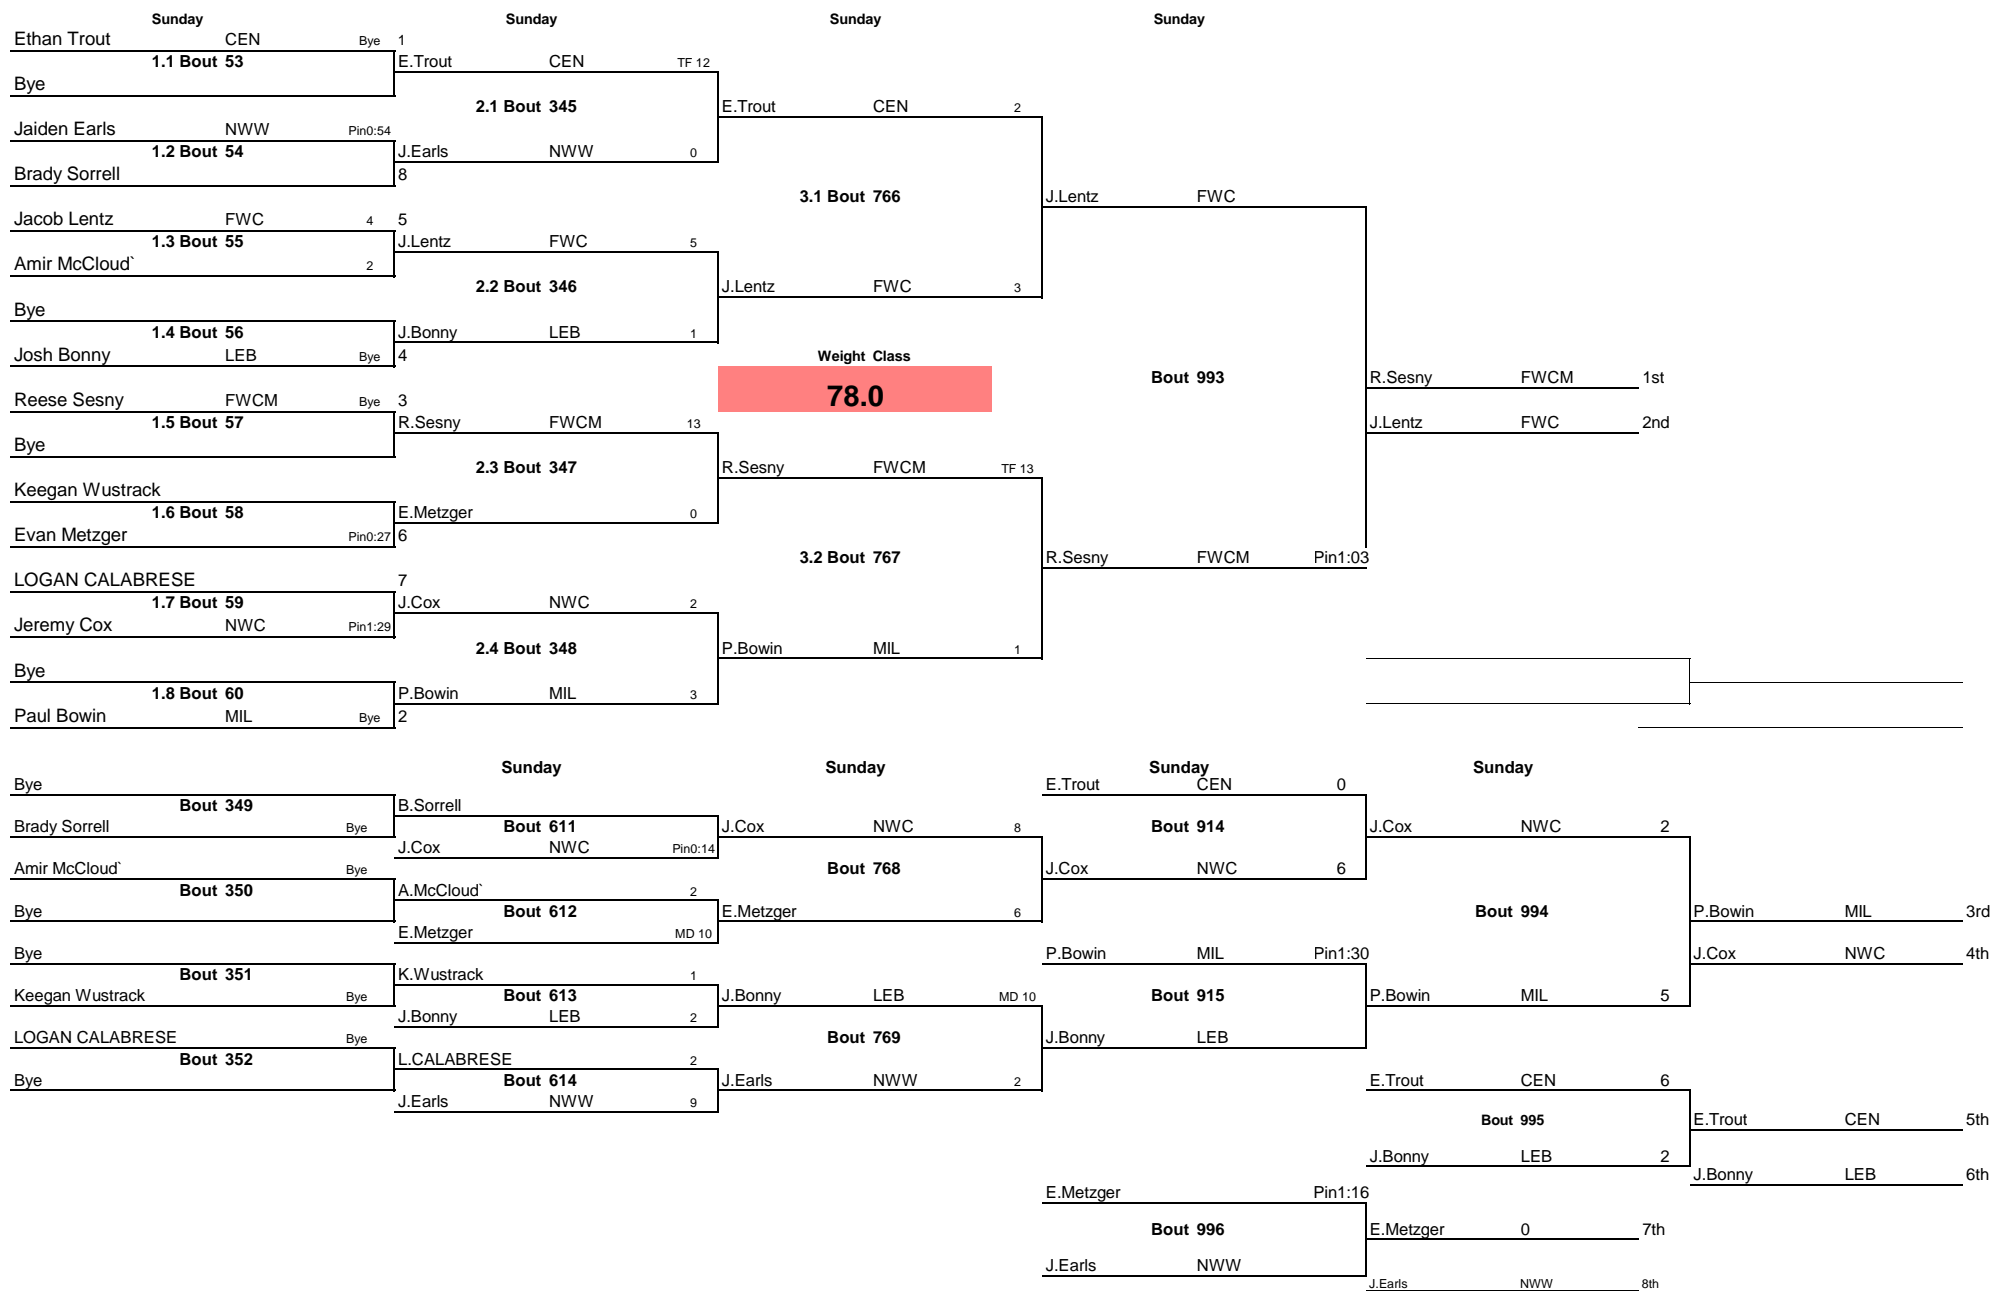 Sunday Sunday Sunday Sunday
Ethan Trout CEN Bye 1
1.1 Bout 53 E.Trout CEN TF 12
Bye
2.1 Bout 345 E.Trout CEN 2
Jaiden Earls NWW Pin0:54
1.2 Bout 54 J.Earls NWW 0
Brady Sorrell 8
3.1 Bout 766 J.Lentz FWC
Jacob Lentz FWC 4 5
1.3 Bout 55 J.Lentz FWC 5
Amir McCloud` 2
2.2 Bout 346 J.Lentz FWC 3
Bye
1.4 Bout 56 J.Bonny LEB 1
Josh Bonny LEB Bye 4 Weight Class
Bout 993 R.Sesny FWCM 1st
78.0
Reese Sesny FWCM Bye 3
1.5 Bout 57 R.Sesny FWCM 13 J.Lentz FWC 2nd
Bye
2.3 Bout 347 R.Sesny FWCM TF 13
Keegan Wustrack
1.6 Bout 58 E.Metzger 0
Evan Metzger Pin0:27 6
3.2 Bout 767 R.Sesny FWCM Pin1:03
LOGAN CALABRESE 7
1.7 Bout 59 J.Cox NWC 2
Jeremy Cox NWC Pin1:29
2.4 Bout 348 P.Bowin MIL 1
Bye
1.8 Bout 60 P.Bowin MIL 3
Paul Bowin MIL Bye 2
Sunday Sunday Sunday Sunday
Bye E.Trout CEN 0
Bout 349 B.Sorrell
Brady Sorrell Bye Bout 611 J.Cox NWC 8 Bout 914 J.Cox NWC 2
J.Cox NWC Pin0:14
Amir McCloud` Bye Bout 768 J.Cox NWC 6
Bout 350 A.McCloud` 2
Bye Bout 612 E.Metzger 6 Bout 994 P.Bowin MIL 3rd
E.Metzger MD 10
Bye P.Bowin MIL Pin1:30 J.Cox NWC 4th
Bout 351 K.Wustrack 1
Keegan Wustrack Bye Bout 613 J.Bonny LEB MD 10 Bout 915 P.Bowin MIL 5
J.Bonny LEB 2
LOGAN CALABRESE Bye Bout 769 J.Bonny LEB
Bout 352 L.CALABRESE 2
Bye Bout 614 J.Earls NWW 2 E.Trout CEN 6
J.Earls NWW 9
Bout 995 E.Trout CEN 5th
J.Bonny LEB 2
J.Bonny LEB 6th
E.Metzger Pin1:16
Bout 996 E.Metzger 0 7th
J.Earls NWW
J.Earls NWW 8th